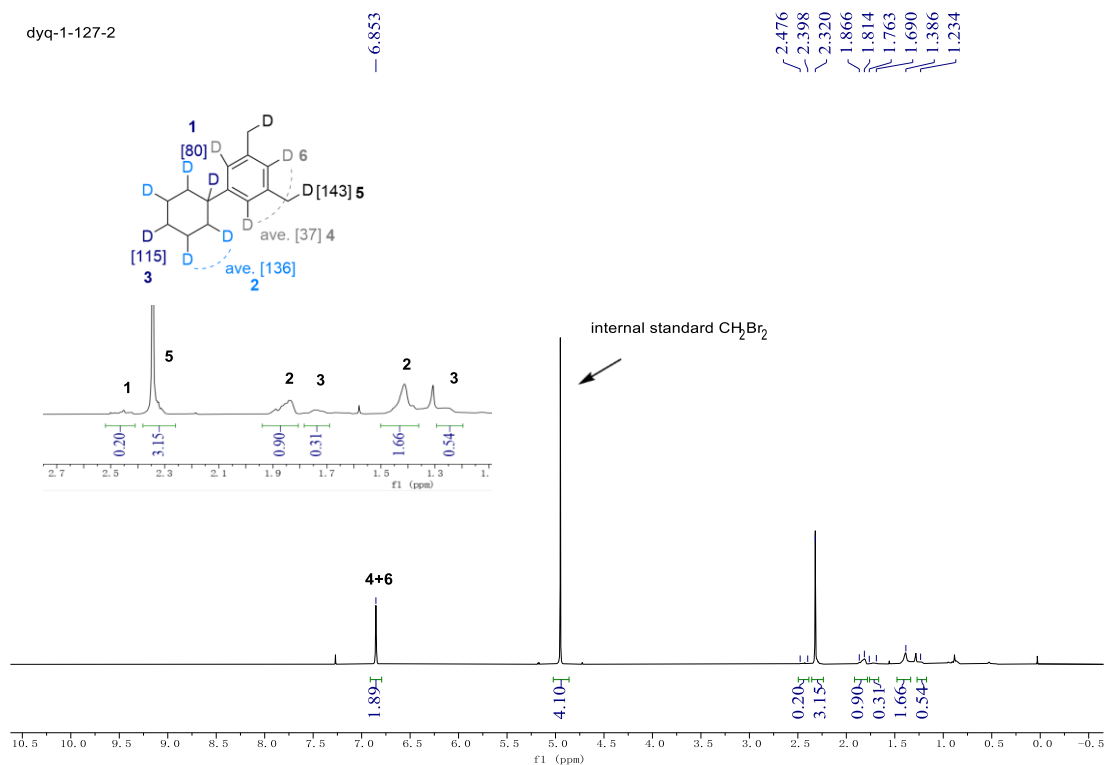 dyq-1-127-2
6.853
2.476
2.398
2.320
1.866
1.814
1.763
1.690
1.386
1.234
D
1
[80] D D 6
D D
D D [143] 5
D D D
[115] D ave. [37] 4
3 ave. [136]
2
internal standard CH2Br2
5
1 2 3 2 3
0.20 3.15 0.90 0.31 1.66 0.54
2.7 2.5 2.3 2.1 1.9 1.7 1.5 1.3 1.
f1 (ppm)
4+6
1.89 4.10 0.20 3.15 0.90 0.31 1.66 0.54
10.5 10.0 9.5 9.0 8.5 8.0 7.5 7.0 6.5 6.0 5.5 5.0 4.5 4.0 3.5 3.0 2.5 2.0 1.5 1.0 0.5 0.0 -0.5
f1 (ppm)